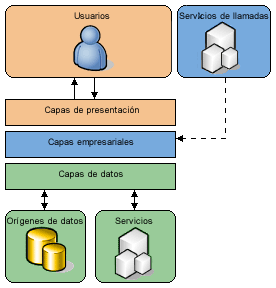 Usuarios
Servicios de llamadas
Capas de presentación
Capas empresariales
Capas de datos
Orígenes de datos
Servicios